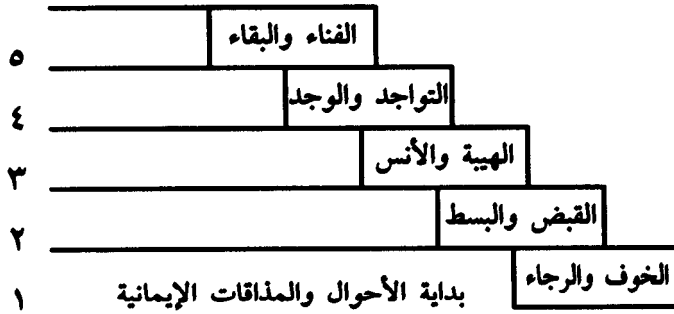 الفناء والبقاء
٥
التواجد والوجد
٤
الهيبة والأنس
٣
القبض والبسط
٢
الخوف والرجاء
بداية الأحوال والمذاقات الإيمانية
١